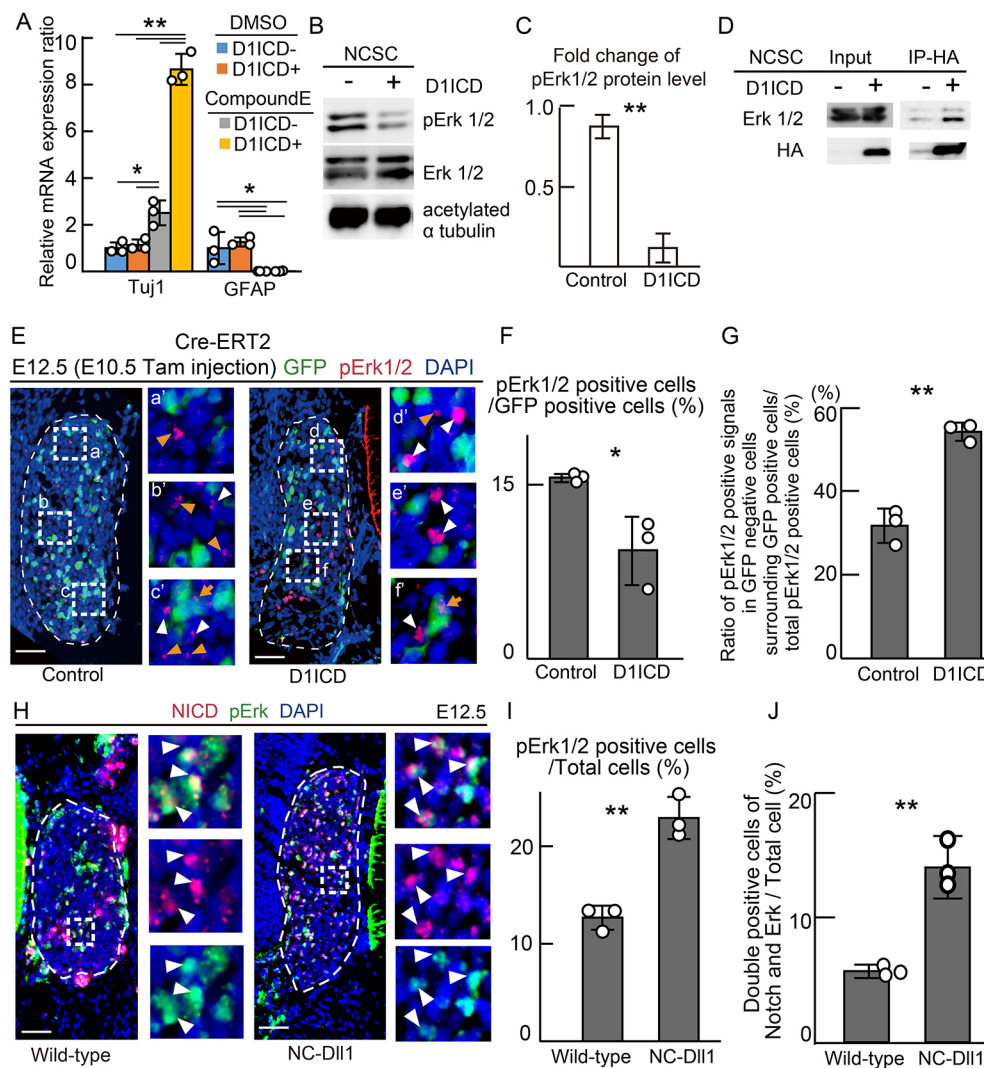 A
Relative mRNA expression ratio
10
8
6
4
2
0
**
*
*
Tuj1
GFAP
DMSO
D1ICD-
D1ICD+
CompoundE
D1ICD-
D1ICD+
B
NCSC
- + D1ICD
pErk 1/2
Erk 1/2
acetylated
α tubulin
C
Fold change of
pErk1/2 protein level
1.0
0.5
**
Control
D1ICD
D
NCSC Input IP-HA
D1ICD - + - +
Erk 1/2
HA
E
Cre-ERT2
E12.5 (E10.5 Tam injection) GFP pErk1/2 DAPI
a
b
c
a'
b'
c'
d
e
f
d'
e'
f'
Control
D1ICD
F
pErk1/2 positive cells
/GFP positive cells (%)
15
0
*
Control
D1ICD
G
Ratio of pErk1/2 positive signals
in GFP negative cells
surrounding GFP positive cells/
total pErk1/2 positive cells (%)
(%)
60
40
20
0
**
Control
D1ICD
H
NICD pErk DAPI
E12.5
Wild-type
NC-Dll1
I
pErk1/2 positive cells
/Total cells (%)
20
10
0
**
Wild-type
NC-Dll1
J
Double positive cells of
Notch and Erk / Total cell (%)
20
10
0
**
Wild-type
NC-Dll1